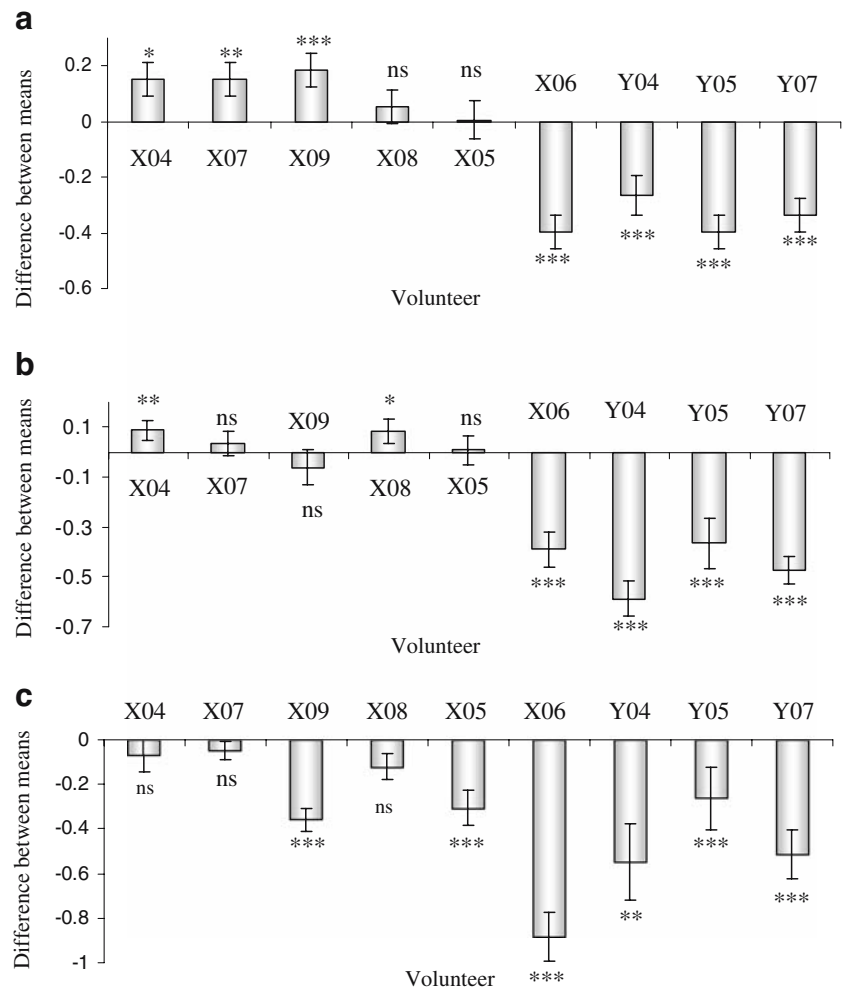 a
Difference between means
0.2
0
-0.2
-0.4
-0.6
* ** *** ns ns X06 Y04 Y05 Y07
X04 X07 X09 X08 X05
*** *** *** ***
Volunteer
b
Difference between means
0.1
-0.1
-0.3
-0.5
-0.7
** ns X09 * ns X06 Y04 Y05 Y07
X04 X07 ns X08 X05
*** *** *** ***
Volunteer
c
Difference between means
X04 X07 X09 X08 X05 X06 Y04 Y05 Y07
0
-0.2
-0.4
-0.6
-0.8
-1
ns ns *** ns *** *** ** *** ***
Volunteer